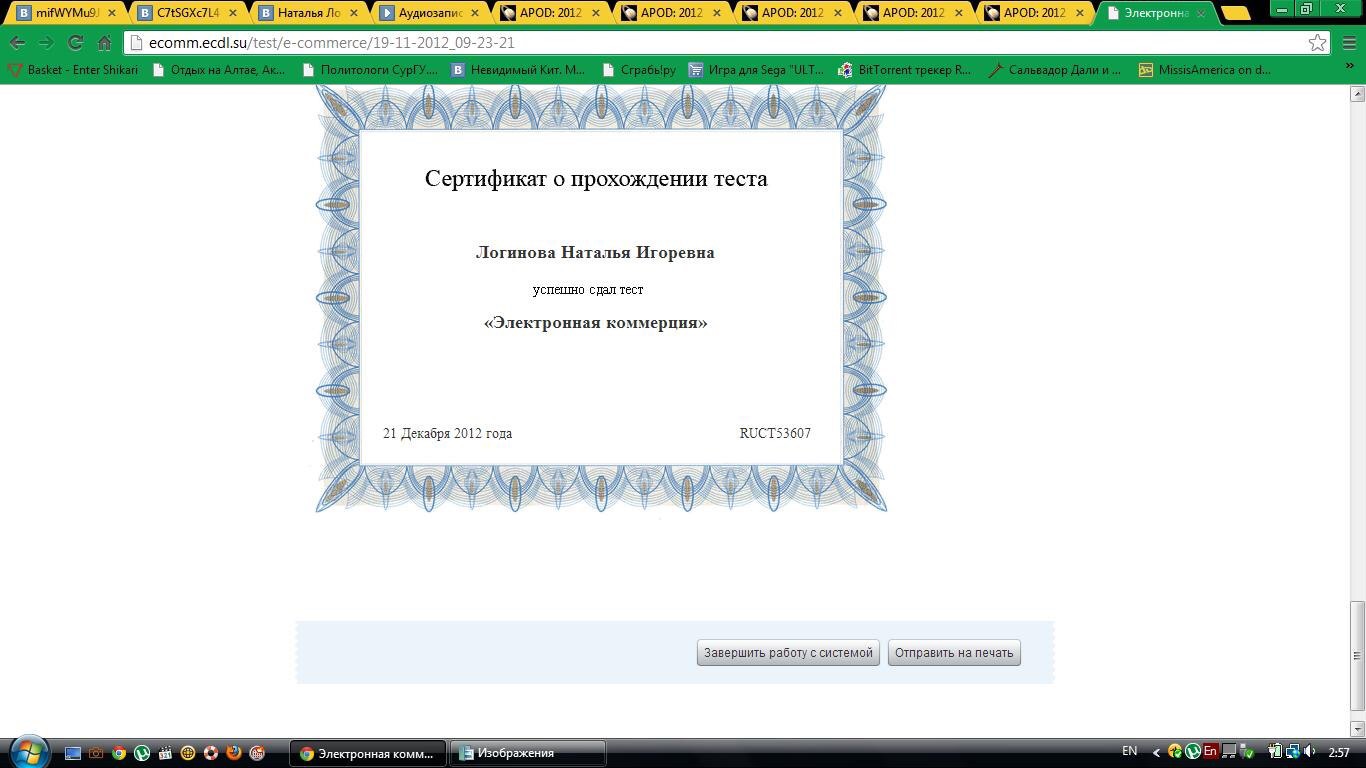 mifWYMu9J
C7tSGXc7L4
Наталья Ло
Аудиозапис
APOD: 2012
APOD: 2012
APOD: 2012
APOD: 2012
APOD: 2012
Электронна
ecomm.ecdl.su/test/e-commerce/19-11-2012_09-23-21
Basket - Enter Shikari
Отдых на Алтае, Ак...
Политологи СурГУ....
Невидимый Кит. М...
Сграбь!ру
Игра для Sega "ULT...
BitTorrent трекер R...
Сальвадор Дали и ...
MissisAmerica on d...
Сертификат о прохождении теста
Логинова Наталья Игоревна
успешно сдал тест
«Электронная коммерция»
21 Декабря 2012 года
RUCT53607
Завершить работу с системой
Отправить на печать
Электронная комм...
Изображения
EN
En
2:57